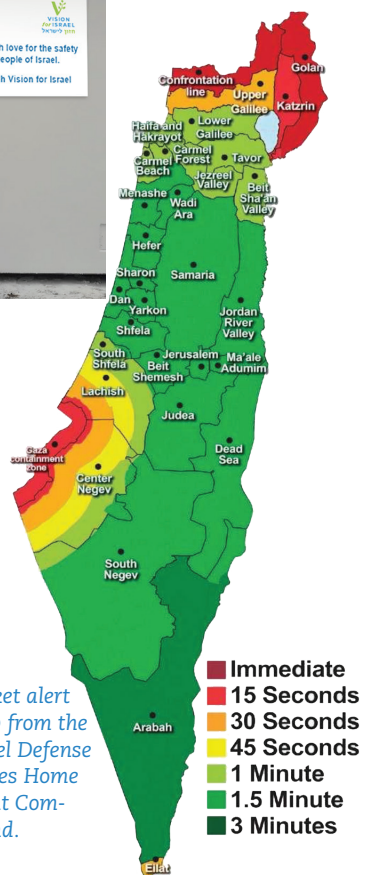 VISION
ISRAEL
חזון לישראל
h love for the safety
eople of Israel.
h Vision for Israel
Golan
Confrontation
line
Upper
Galilee
Katzrin
Lower
Galilee
Haifa and
Hakrayot
Carmel
Forest
Tavor
Carmel
Beach
Jezreel
Valley
Beit
Sha'an
Valley
Menashe
Wadi
Ara
Hefer
Samaria
Sharon
Dan
Yarkon
Jordan
River
Valley
Shfela
South
Shfela
Jerusalem
Beit
Shemesh
Ma'ale
Adumim
Lachish
Judea
Gaza
containment
zone
Dead
Sea
Center
Negev
South
Negev
Arabah
Eilat
Immediate
15 Seconds
30 Seconds
45 Seconds
1 Minute
1.5 Minute
3 Minutes
et alert
from the
el Defense
es Home
t Com-
d.